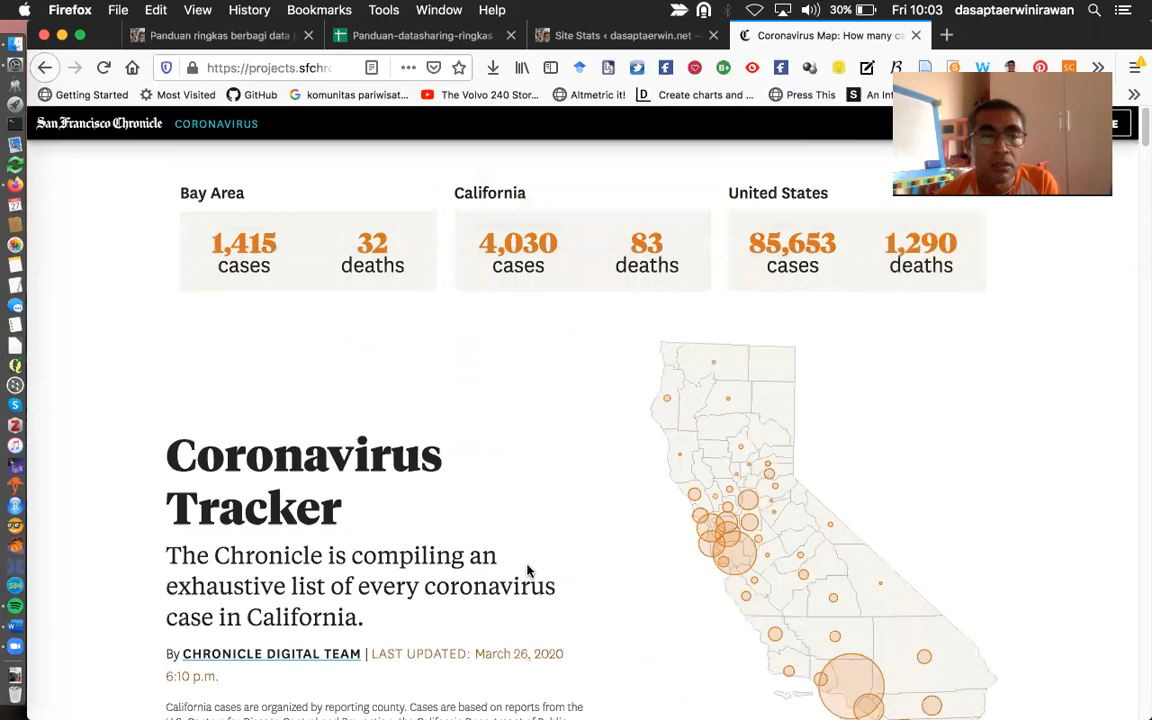 Firefox File Edit View History Bookmarks Tools Window Help 30% Fri 10:03 dasaptaerwinirawan
Panduan ringkas berbagi data
Panduan-datasharing-ringkas
Site Stats ‹ dasaptaerwin.net —
Coronavirus Map: How many ca
https://projects.sfchr
Getting Started Most Visited GitHub komunitas pariwisat... The Volvo 240 Stor... Altmetric it! Create charts and ... Press This An Int
San Francisco Chronicle CORONAVIRUS E
Bay Area
1,415 cases
32 deaths
California
4,030 cases
83 deaths
United States
85,653 cases
1,290 deaths
Coronavirus
Tracker
The Chronicle is compiling an
exhaustive list of every coronavirus
case in California.
By CHRONICLE DIGITAL TEAM | LAST UPDATED: March 26, 2020
6:10 p.m.
California cases are organized by reporting county. Cases are based on reports from the